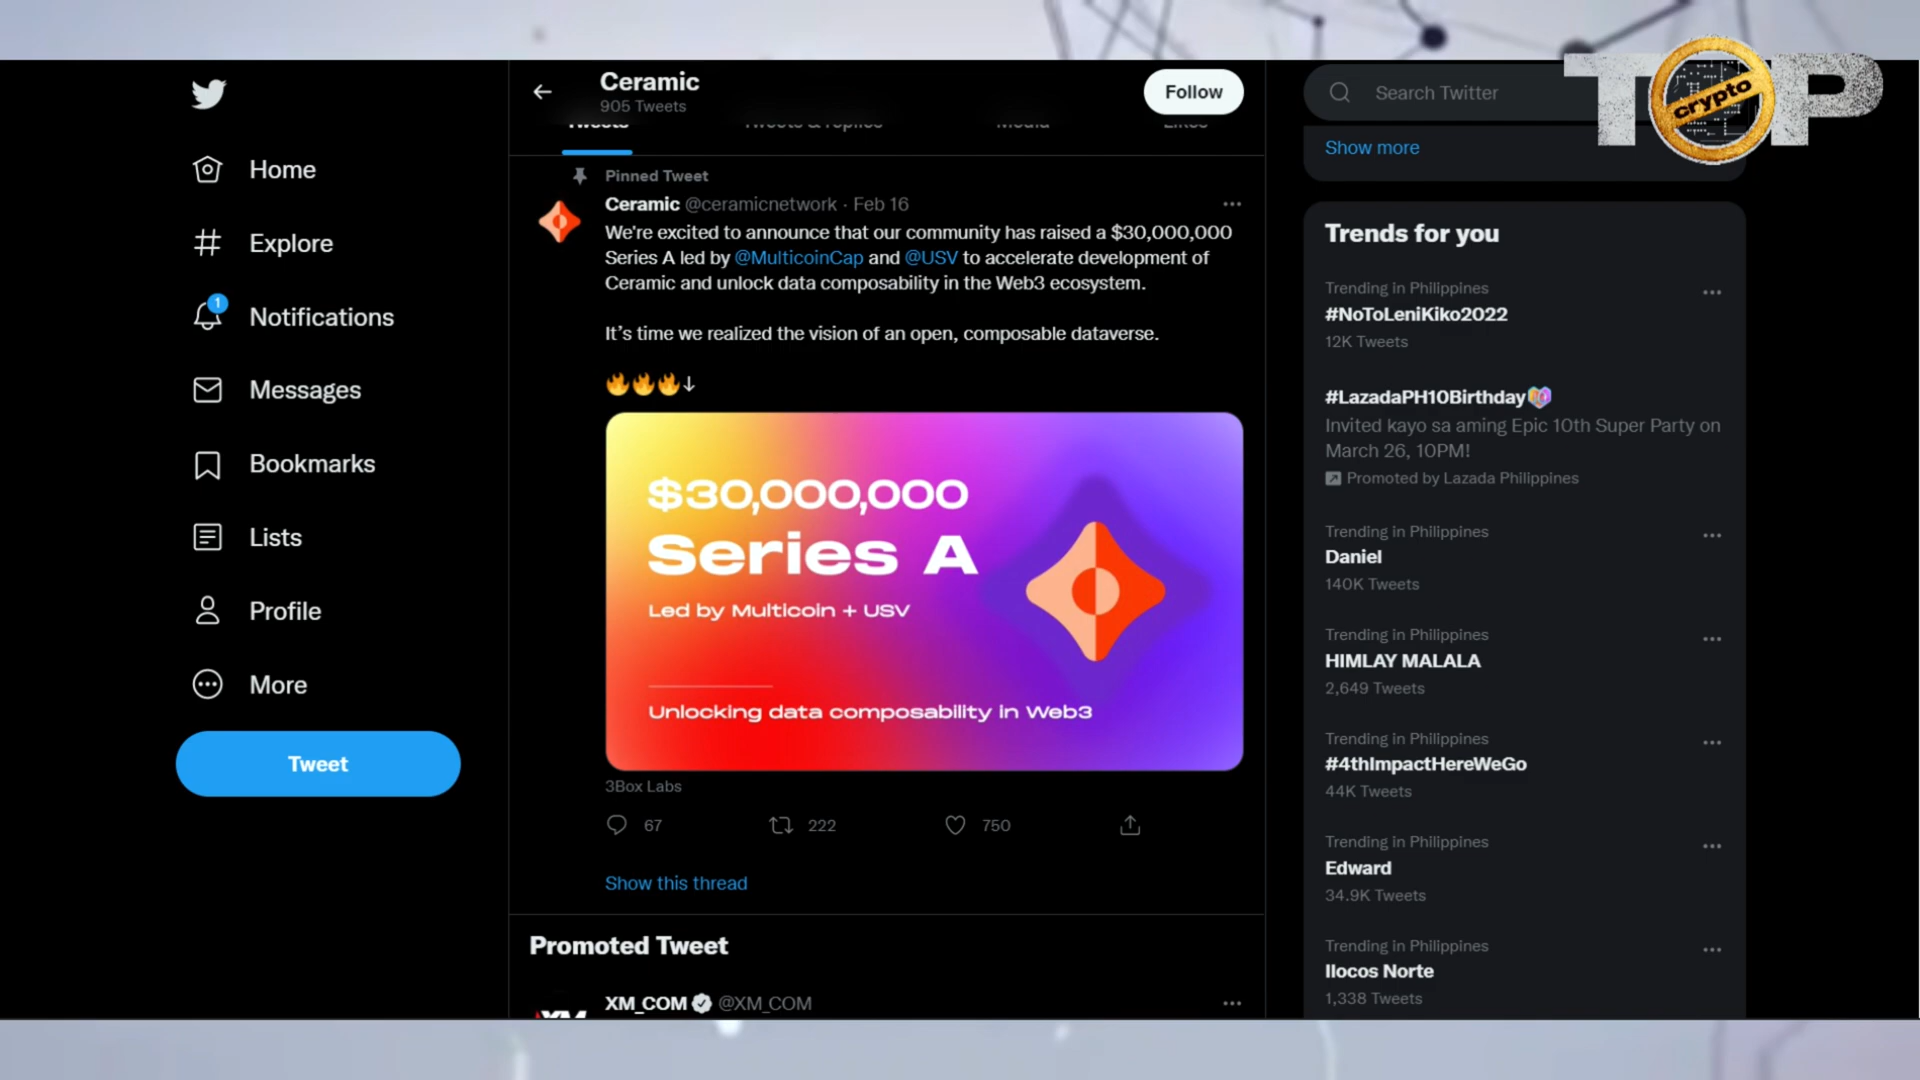 TOP
crypto
Home
Explore
1
Notifications
Messages
Bookmarks
Lists
Profile
More
Tweet
Ceramic
905 Tweets
Follow
Tweets
Tweets & replies
Media
Likes
Pinned Tweet
Ceramic @ceramicnetwork · Feb 16
We're excited to announce that our community has raised a $30,000,000
Series A led by @MulticoinCap and @USV to accelerate development of
Ceramic and unlock data composability in the Web3 ecosystem.
It’s time we realized the vision of an open, composable dataverse.
🔥🔥🔥↓
$30,000,000
Series A
Led by Multicoin + USV
Unlocking data composability in Web3
3Box Labs
67
222
750
Show this thread
Promoted Tweet
XM_COM @XM_COM
XM
Search Twitter
Show more
Trends for you
Trending in Philippines
#NoToLeniKiko2022
12K Tweets
#LazadaPH10Birthday
Invited kayo sa aming Epic 10th Super Party on
March 26, 10PM!
Promoted by Lazada Philippines
Trending in Philippines
Daniel
140K Tweets
Trending in Philippines
HIMLAY MALALA
2,649 Tweets
Trending in Philippines
#4thImpactHereWeGo
44K Tweets
Trending in Philippines
Edward
34.9K Tweets
Trending in Philippines
Ilocos Norte
1,338 Tweets